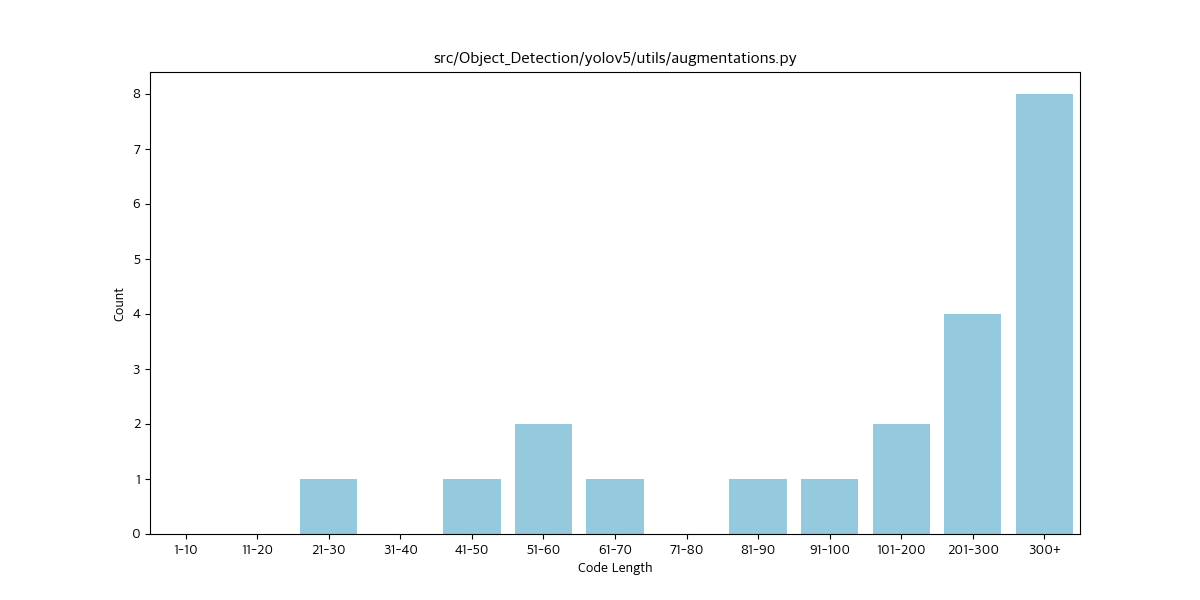 src/Object_Detection/yolov5/utils/augmentations.py
8
7
6
5
4
3
2
1
0
Count
1-10 11-20 21-30 31-40 41-50 51-60 61-70 71-80 81-90 91-100 101-200 201-300 300+
Code Length